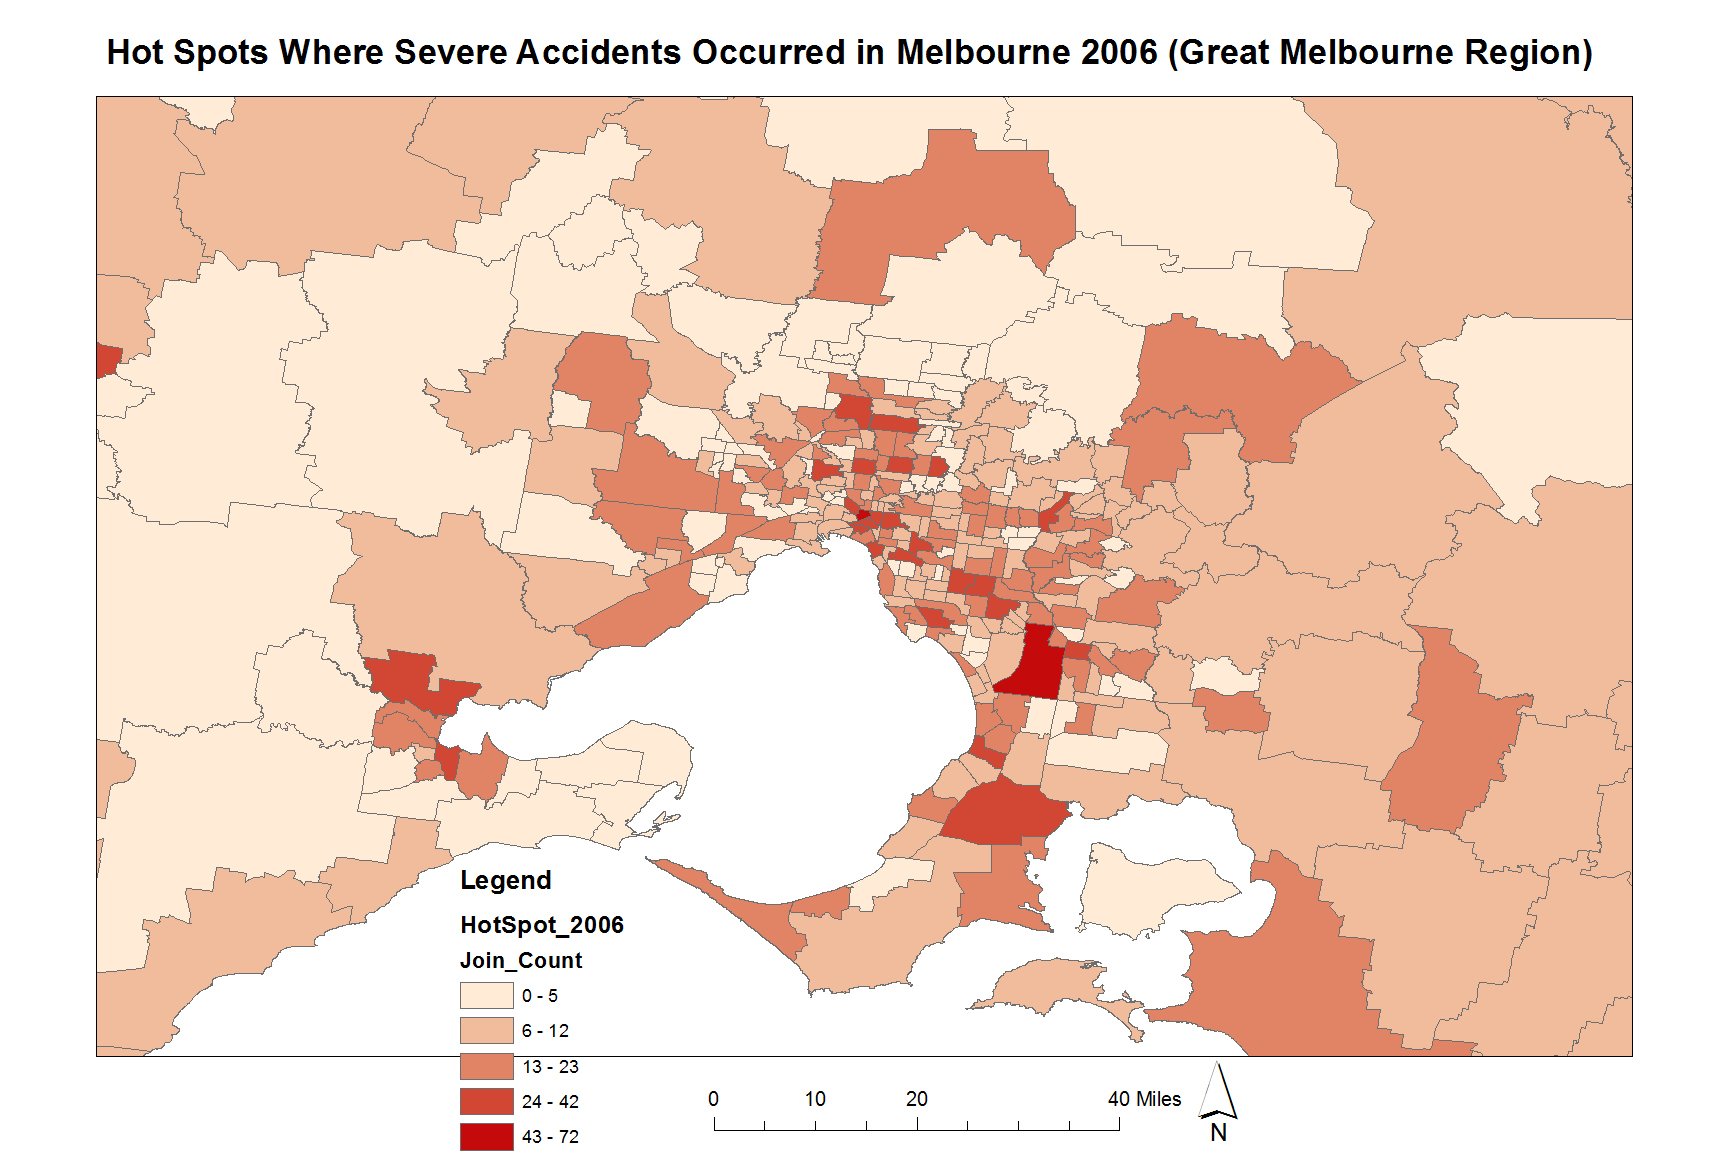 Hot Spots Where Severe Accidents Occurred in Melbourne 2006 (Great Melbourne Region)
Legend
HotSpot_2006
Join_Count
0 - 5
6 - 12
13 - 23
24 - 42
43 - 72
0 10 20 40 Miles
N